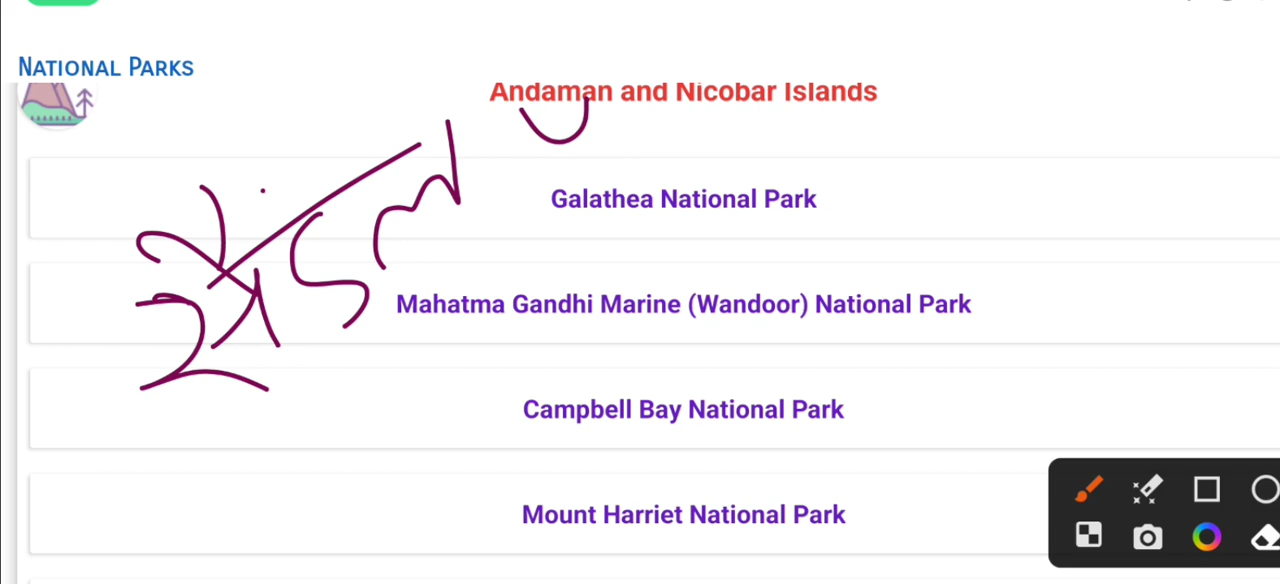 National Parks
Andaman and Nicobar Islands
Galathea National Park
Mahatma Gandhi Marine (Wandoor) National Park
Campbell Bay National Park
Mount Harriet National Park